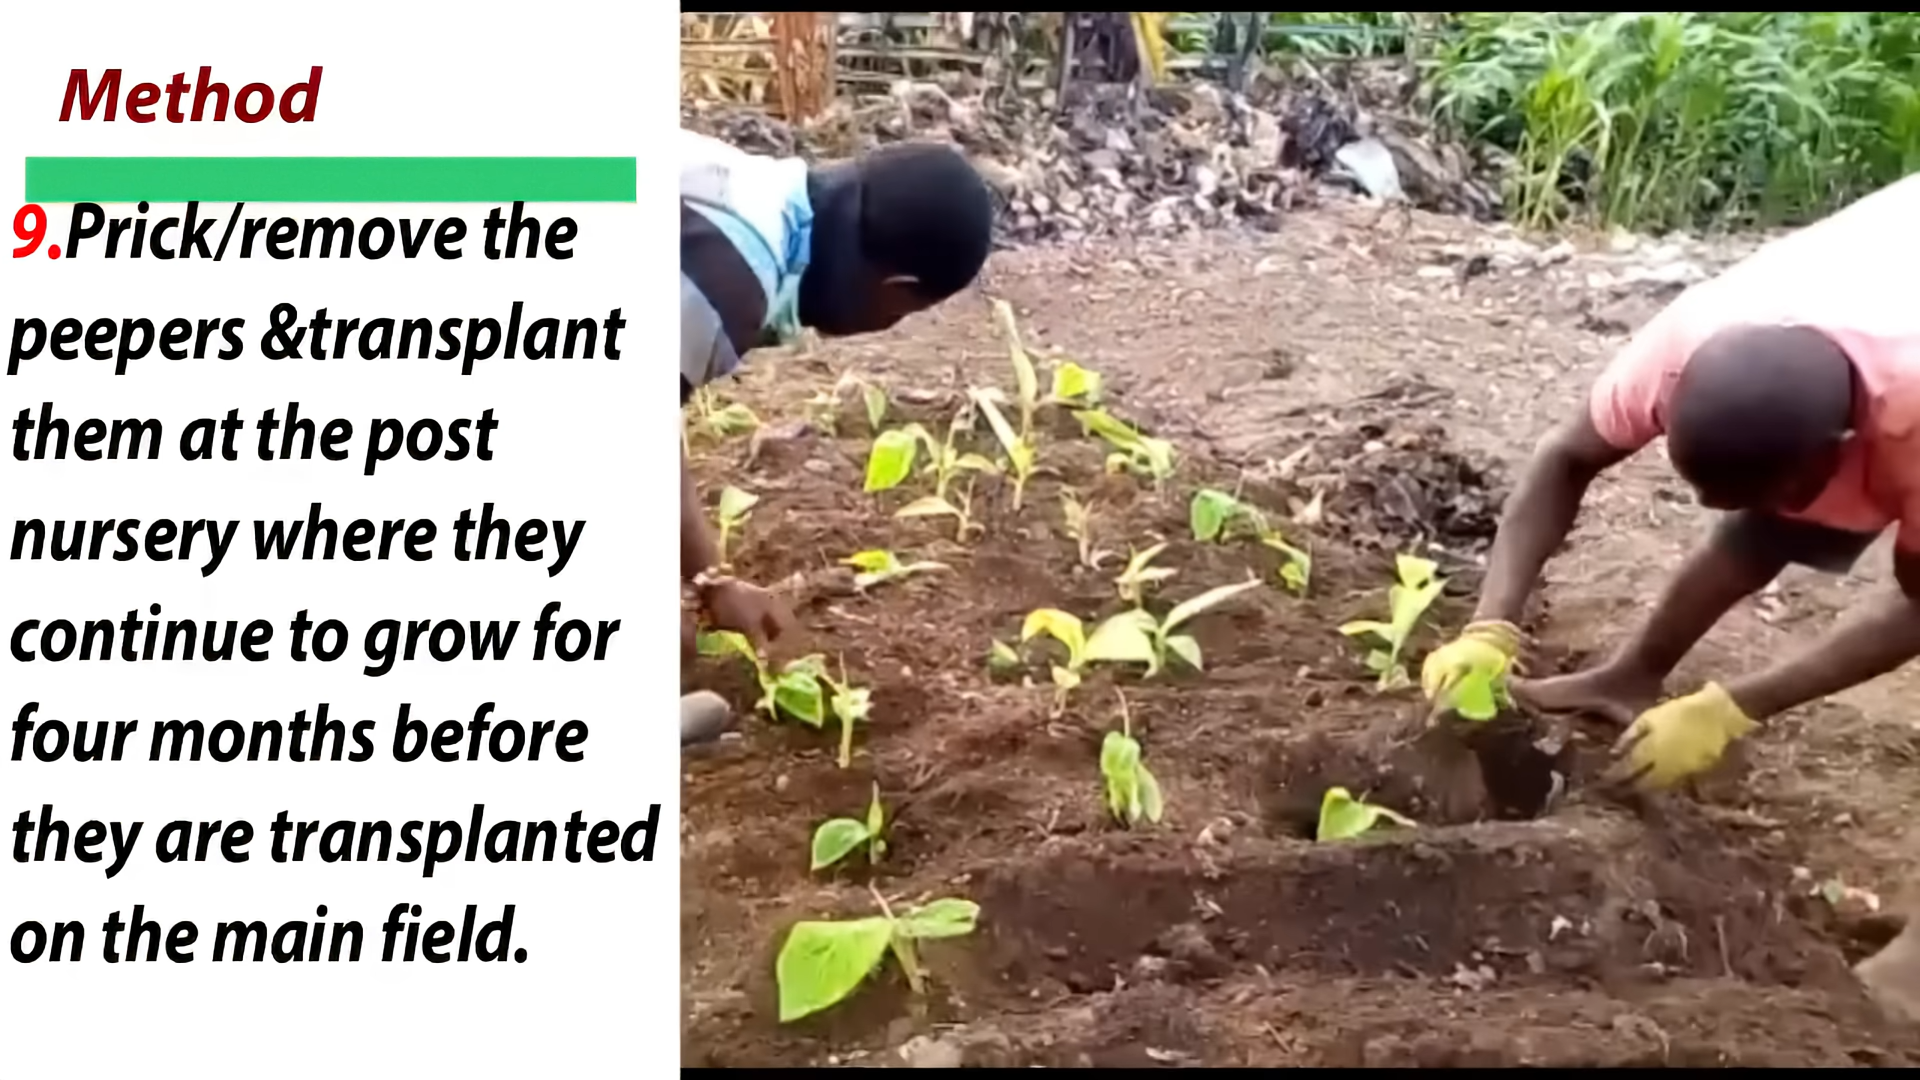 Method
9.Prick/remove the
peepers &transplant
them at the post
nursery where they
continue to grow for
four months before
they are transplanted
on the main field.